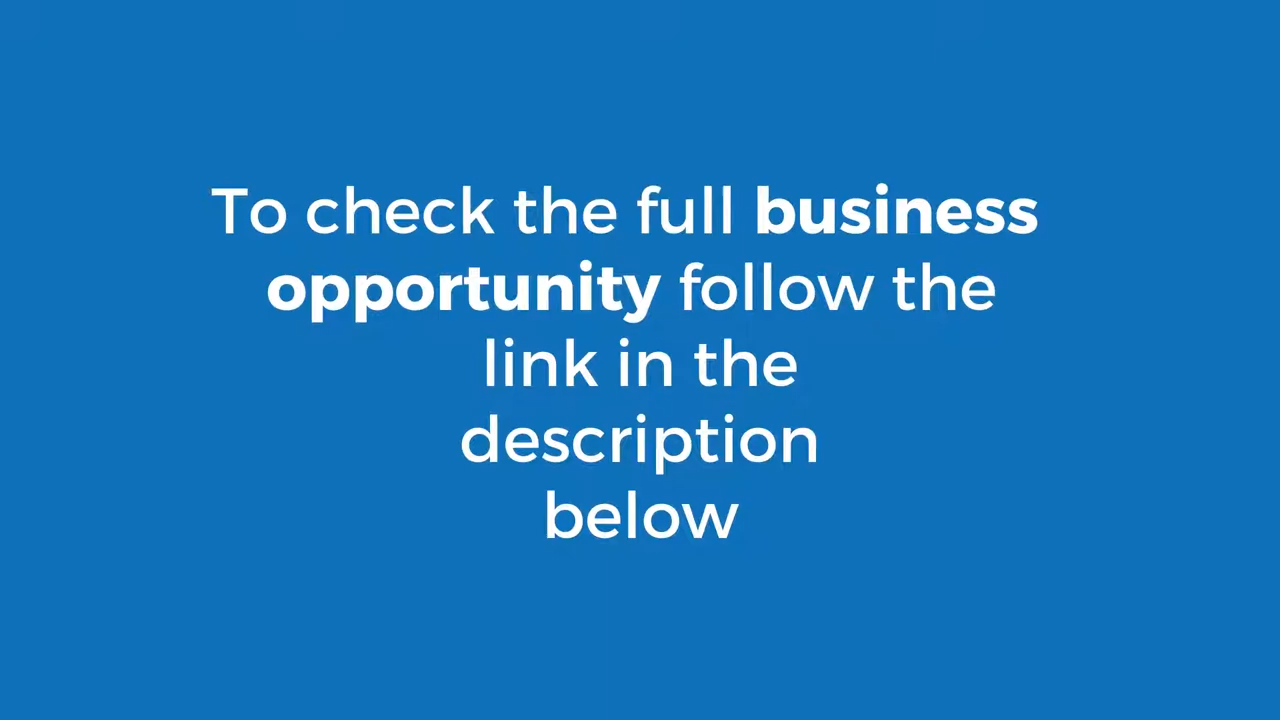 To check the full business
opportunity follow the
link in the
description
below